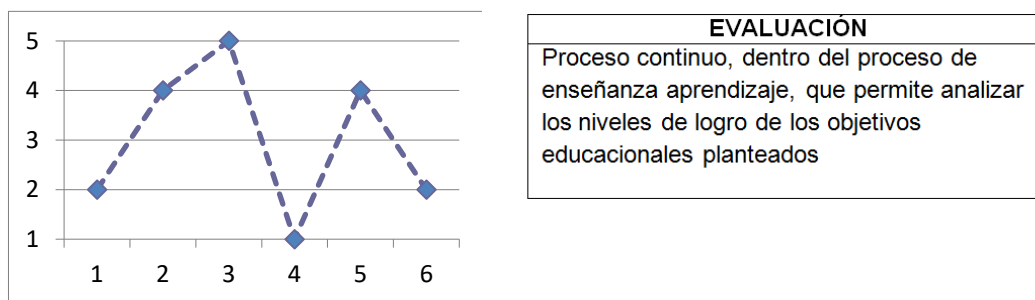 5
4
3
2
1
1 2 3 4 5 6
EVALUACIÓN
Proceso continuo, dentro del proceso de
enseñanza aprendizaje, que permite analizar
los niveles de logro de los objetivos
educacionales planteados